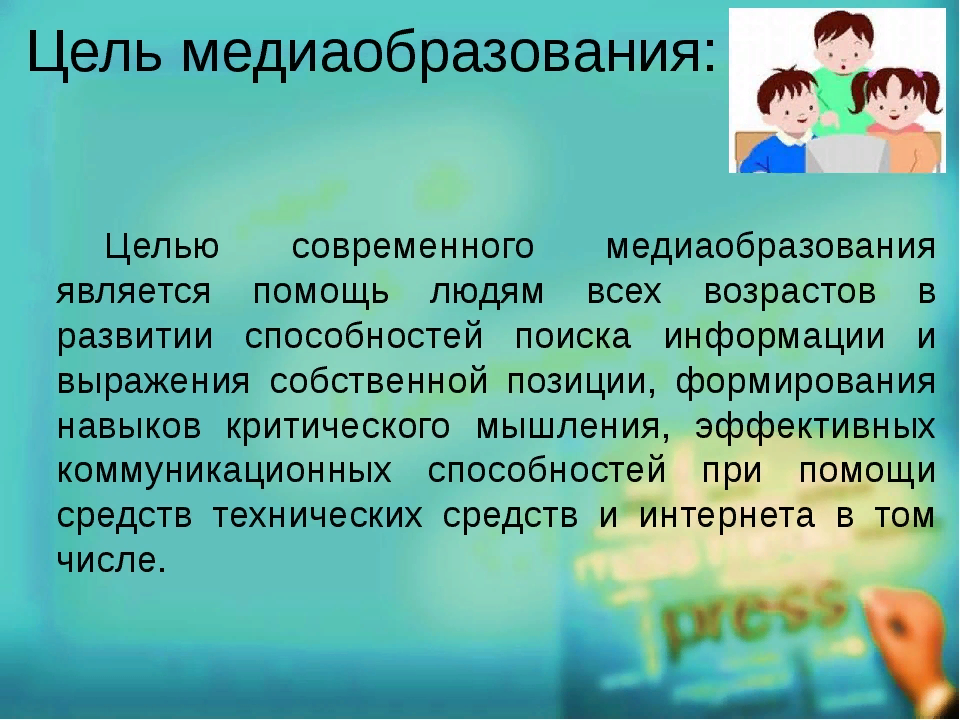 Цель медиаобразования:
Целью современного медиаобразования
является помощь людям всех возрастов в
развитии способностей поиска информации и
выражения собственной позиции, формирования
навыков критического мышления, эффективных
коммуникационных способностей при помощи
средств технических средств и интернета в том
числе.
press